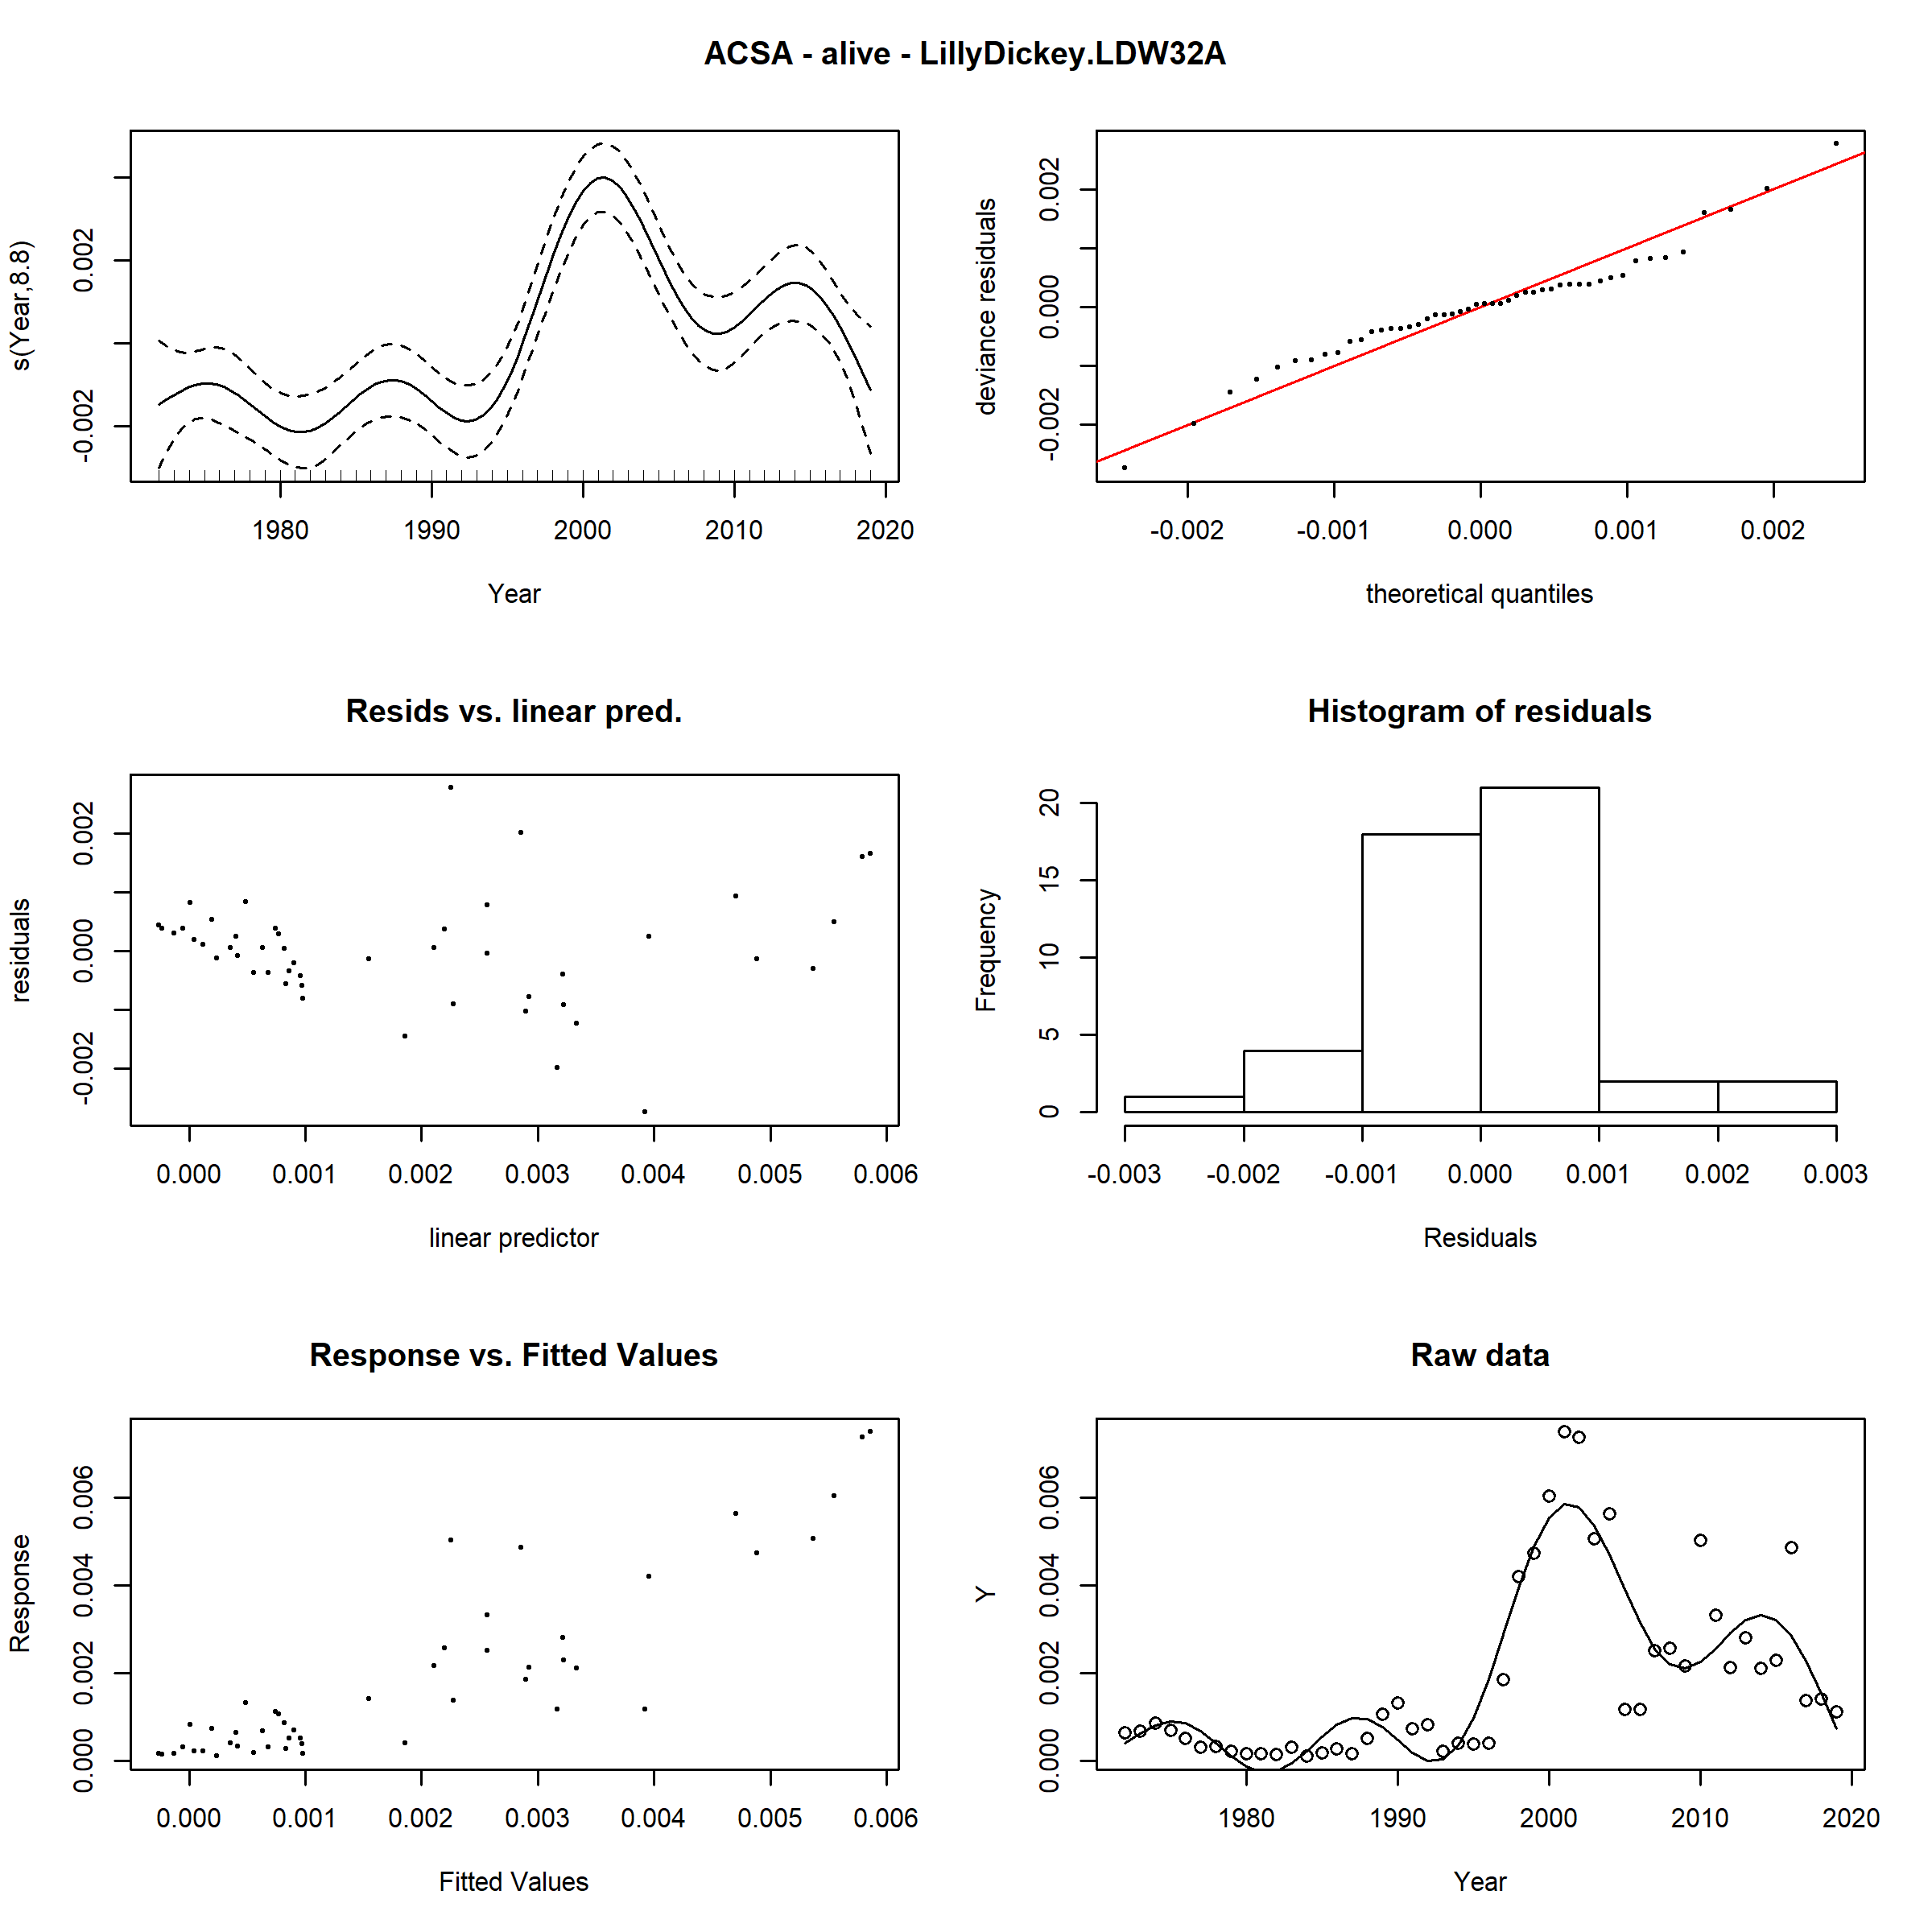 ACSA - alive - LillyDickey.LDW32A
s(Year,8.8)
-0.002
0.002
1980 1990 2000 2010 2020
Year
deviance residuals
-0.002 0.000 0.002
-0.002 -0.001 0.000 0.001 0.002
theoretical quantiles
Resids vs. linear pred.
residuals
-0.002 0.000 0.002
0.000 0.001 0.002 0.003 0.004 0.005 0.006
linear predictor
Histogram of residuals
Frequency
0 5 10 15 20
-0.003 -0.002 -0.001 0.000 0.001 0.002 0.003
Residuals
Response vs. Fitted Values
Response
0.000 0.002 0.004 0.006
0.000 0.001 0.002 0.003 0.004 0.005 0.006
Fitted Values
Raw data
Y
0.000 0.002 0.004 0.006
1980 1990 2000 2010 2020
Year